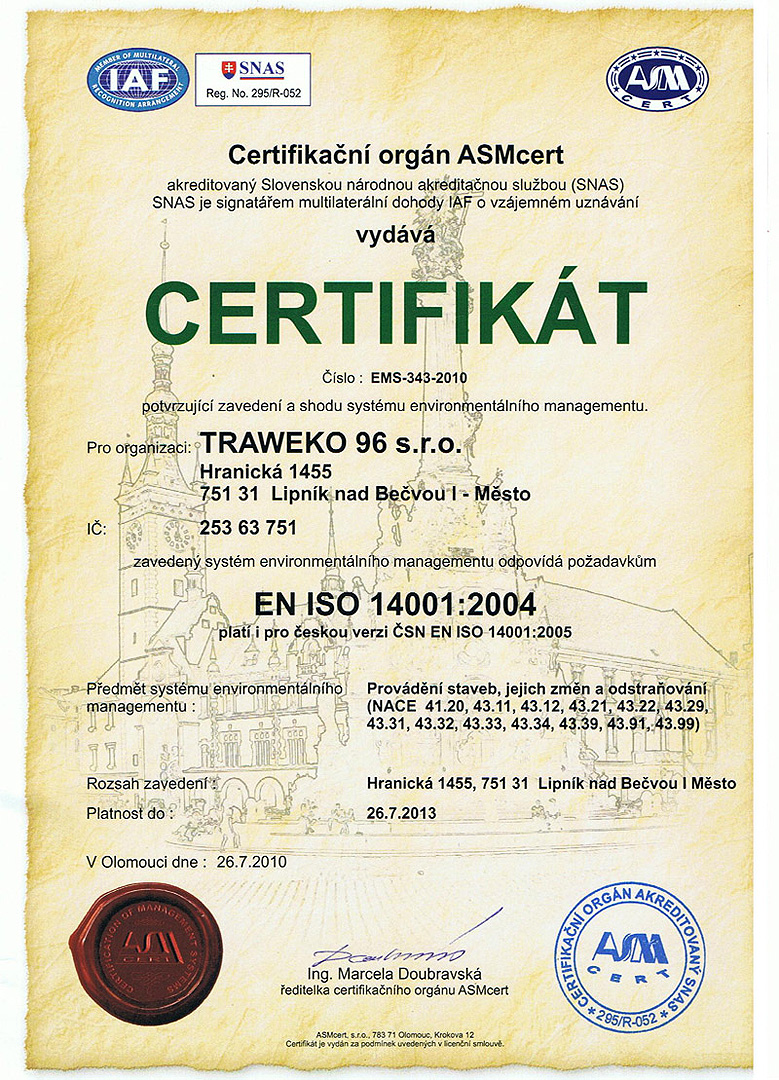 MEMBER OF MULTILATERAL
IAF
RECOGNITION ARRANGEMENT
SNAS
Reg. No. 295/R-052
ASM
CERT
Certifikační orgán ASMcert
akreditovaný Slovenskou národnou akreditačnou službou (SNAS)
SNAS je signatářem multilaterální dohody IAF o vzájemném uznávání
vydává
CERTIFIKÁT
Číslo : EMS-343-2010
potvrzující zavedení a shodu systému environmentálního managementu.
Pro organizaci: TRAWEKO 96 s.r.o.
Hranická 1455
751 31 Lipník nad Bečvou I - Město
IČ: 253 63 751
zavedený systém environmentálního managementu odpovídá požadavkům
EN ISO 14001:2004
platí i pro českou verzi ČSN EN ISO 14001:2005
Předmět systému environmentálního managementu :
Provádění staveb, jejich změn a odstraňování
(NACE 41.20, 43.11, 43.12, 43.21, 43.22, 43.29,
43.31, 43.32, 43.33, 43.34, 43.39, 43.91, 43.99)
Rozsah zavedení : Hranická 1455, 751 31 Lipník nad Bečvou I Město
Platnost do : 26.7.2013
V Olomouci dne : 26.7.2010
CERTIFICATION OF MANAGEMENT SYSTEMS
ASM
CERT
Ing. Marcela Doubravská
ředitelka certifikačního orgánu ASMcert
CERTIFIKAČNÍ ORGÁN AKREDITOVANÝ SNAS
ASM
CERT
* 295/R-052 *
ASMcert, s.r.o., 783 71 Olomouc, Krokova 12
Certifikát je vydán za podmínek uvedených v licenční smlouvě.